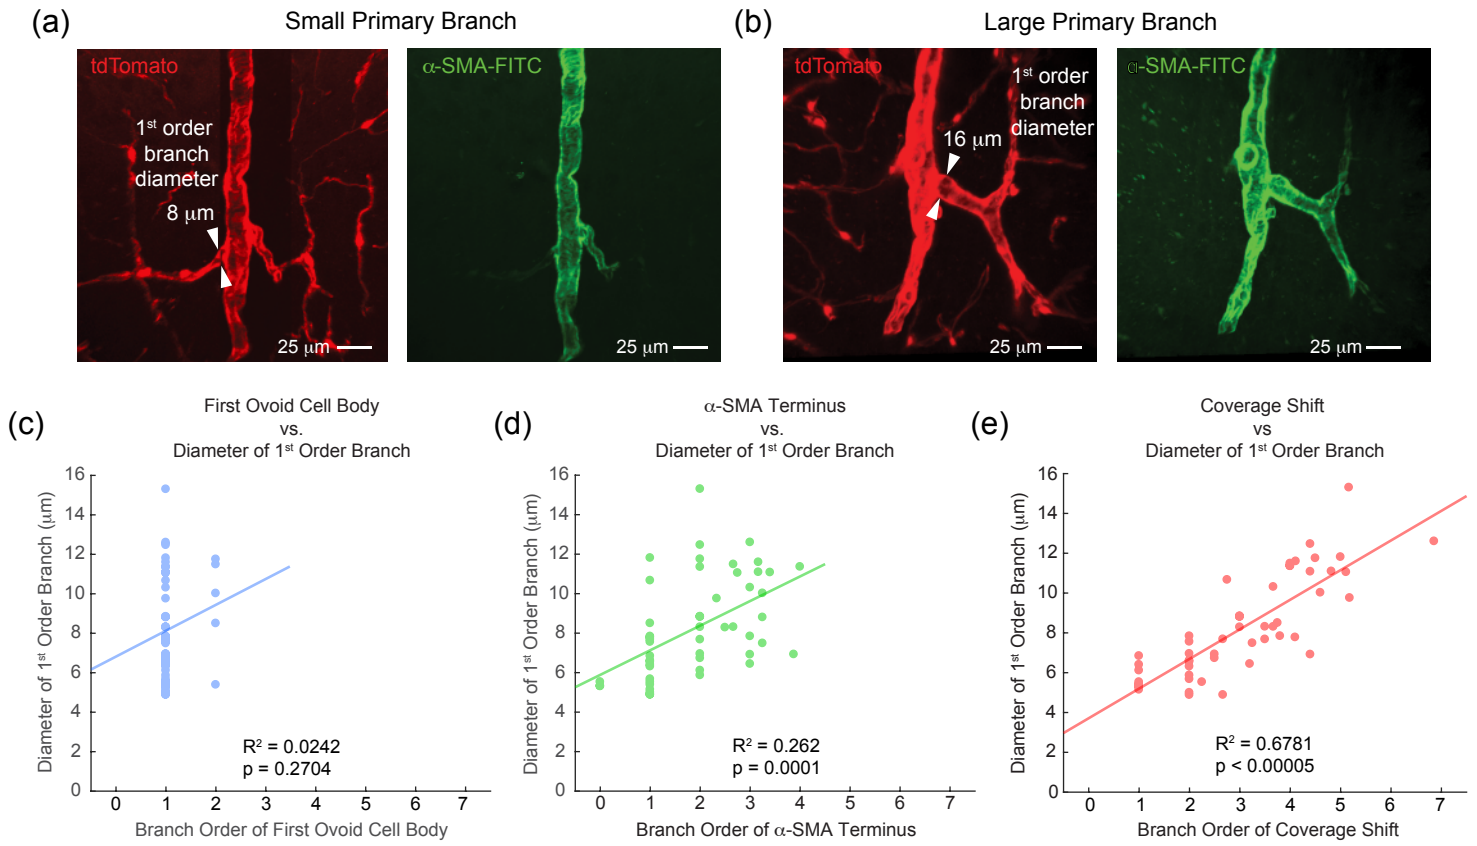 (a)
Small Primary Branch
(b)
Large Primary Branch
tdTomato
1st order
branch
diameter
8 μm
25 μm
α-SMA-FITC
25 μm
tdTomato
1st order
branch
diameter
16 μm
25 μm
α-SMA-FITC
25 μm
(c)
First Ovoid Cell Body
vs.
Diameter of 1st Order Branch
Diameter of 1st Order Branch (μm)
16
14
12
10
8
6
4
2
0
R2 = 0.0242
p = 0.2704
0 1 2 3 4 5 6 7
Branch Order of First Ovoid Cell Body
(d)
α-SMA Terminus
vs.
Diameter of 1st Order Branch
Diameter of 1st Order Branch (μm)
16
14
12
10
8
6
4
2
0
R2 = 0.262
p = 0.0001
0 1 2 3 4 5 6 7
Branch Order of α-SMA Terminus
(e)
Coverage Shift
vs
Diameter of 1st Order Branch
Diameter of 1st Order Branch (μm)
16
14
12
10
8
6
4
2
0
R2 = 0.6781
p < 0.00005
0 1 2 3 4 5 6 7
Branch Order of Coverage Shift